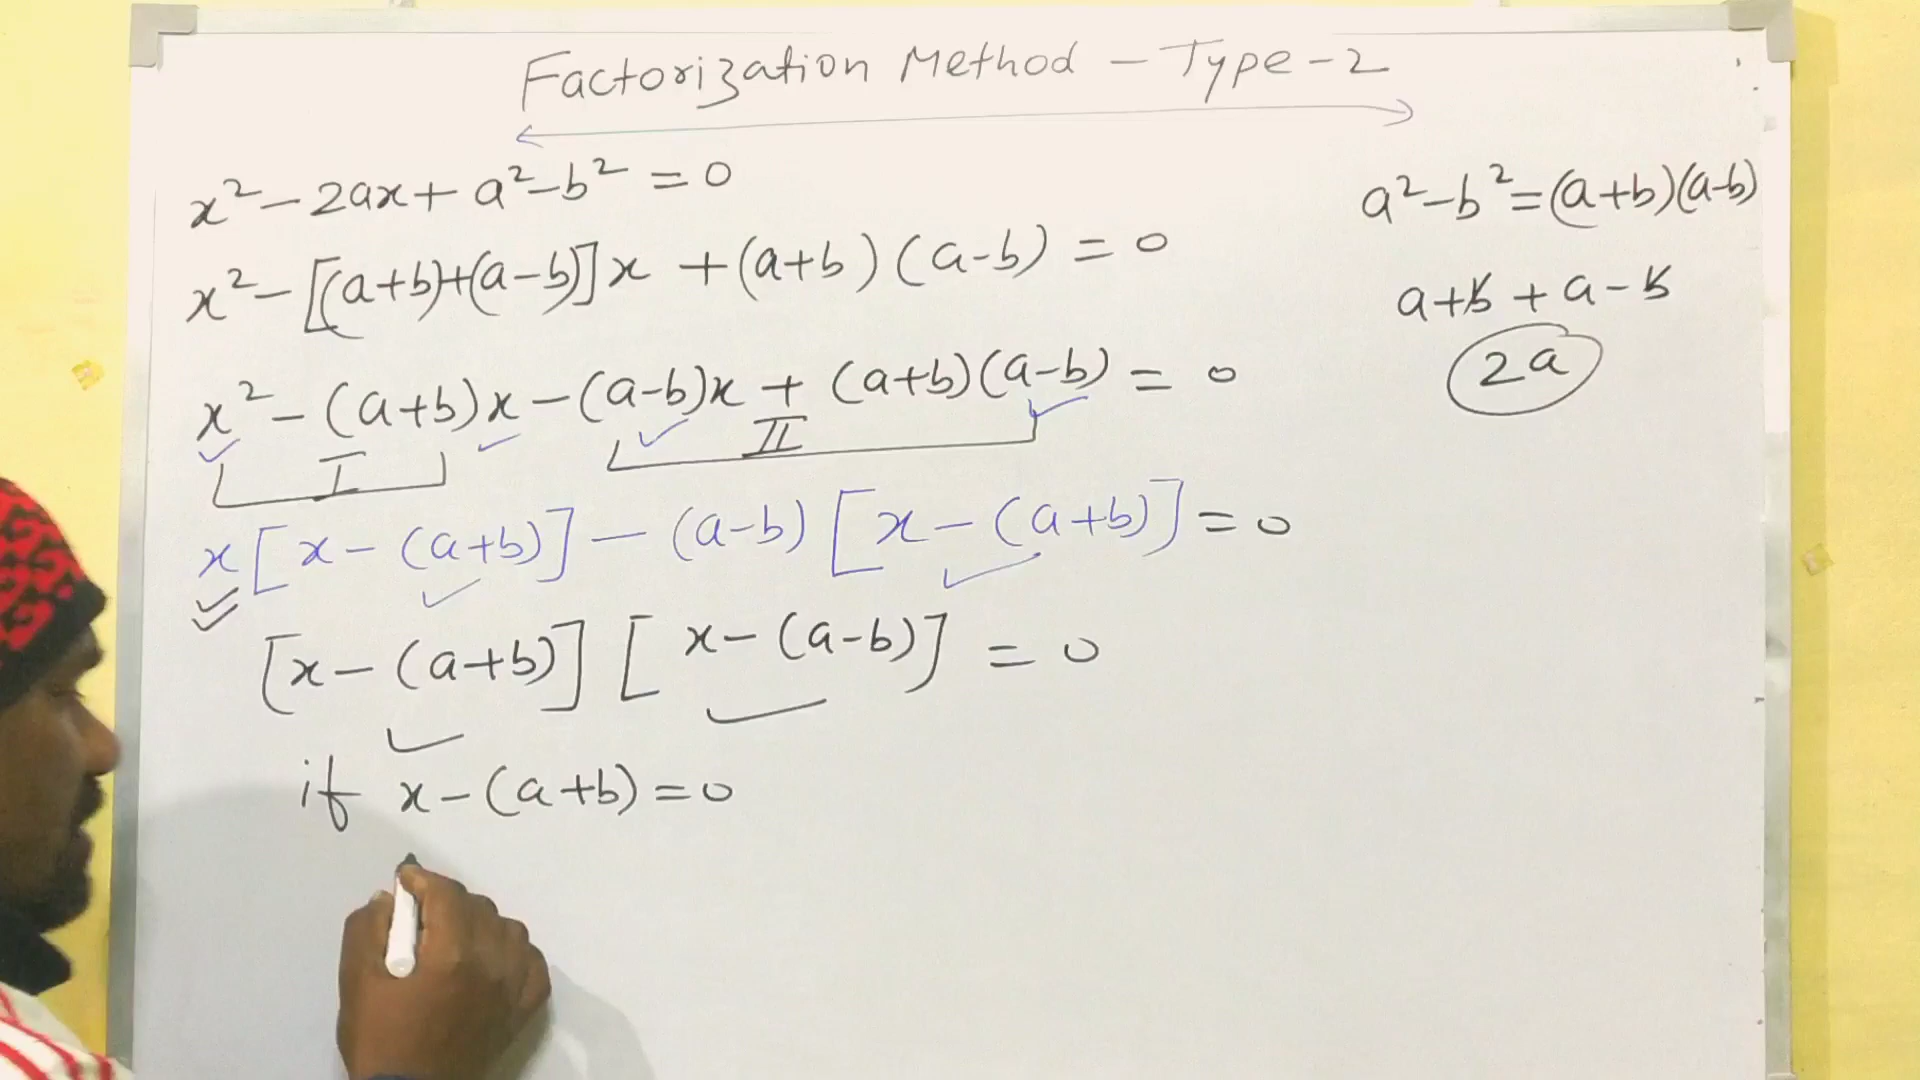 Factorization Method - Type-2
x² - 2ax + a² - b² = 0
x² - [(a+b)+(a-b)]x + (a+b)(a-b) = 0
x² - (a+b)x - (a-b)x + (a+b)(a-b) = 0
I II
x[x - (a+b)] - (a-b)[x - (a+b)] = 0
[x - (a+b)][x - (a-b)] = 0
if x - (a+b) = 0
a² - b² = (a+b)(a-b)
a+b + a-b
2a